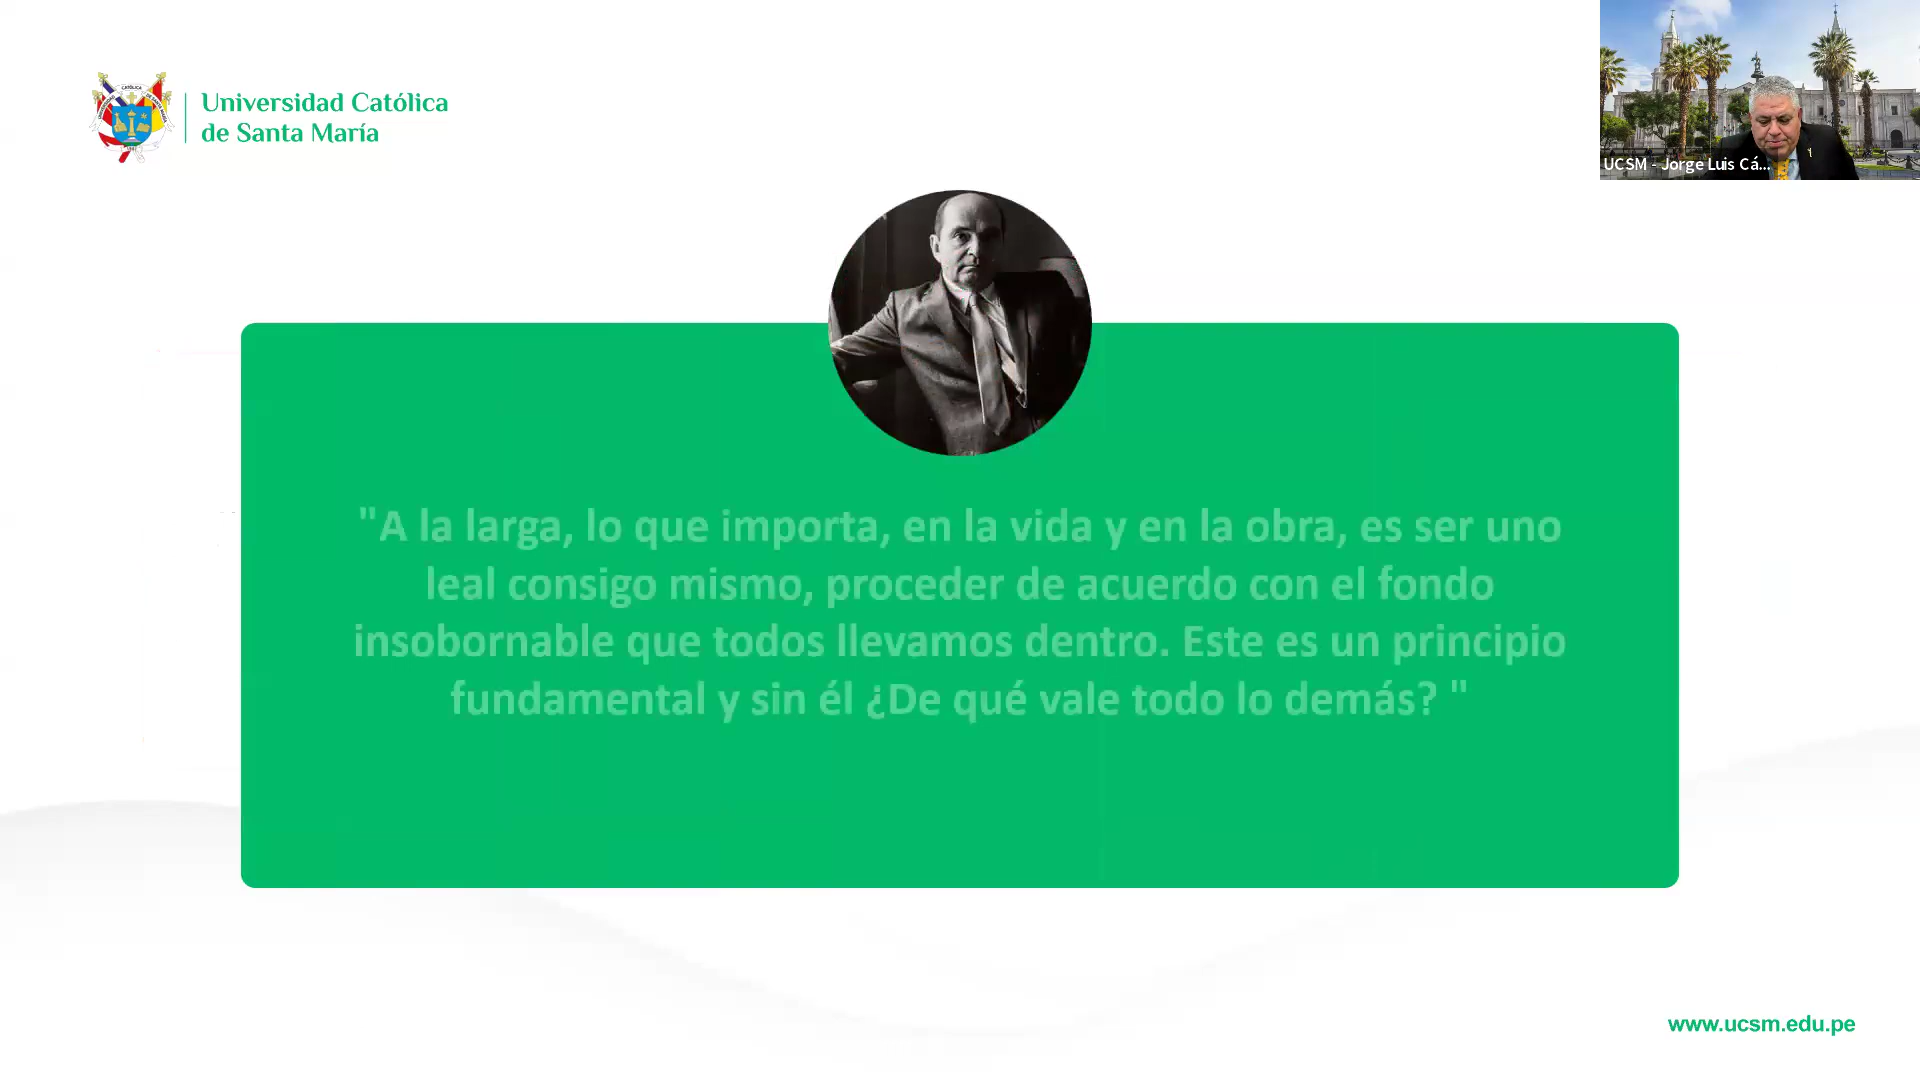 Universidad Católica
de Santa María
UCSM - Jorge Luis Cá...
"A la larga, lo que importa, en la vida y en la obra, es ser uno
leal consigo mismo, proceder de acuerdo con el fondo
insobornable que todos llevamos dentro. Este es un principio
fundamental y sin él ¿De qué vale todo lo demás? "
www.ucsm.edu.pe